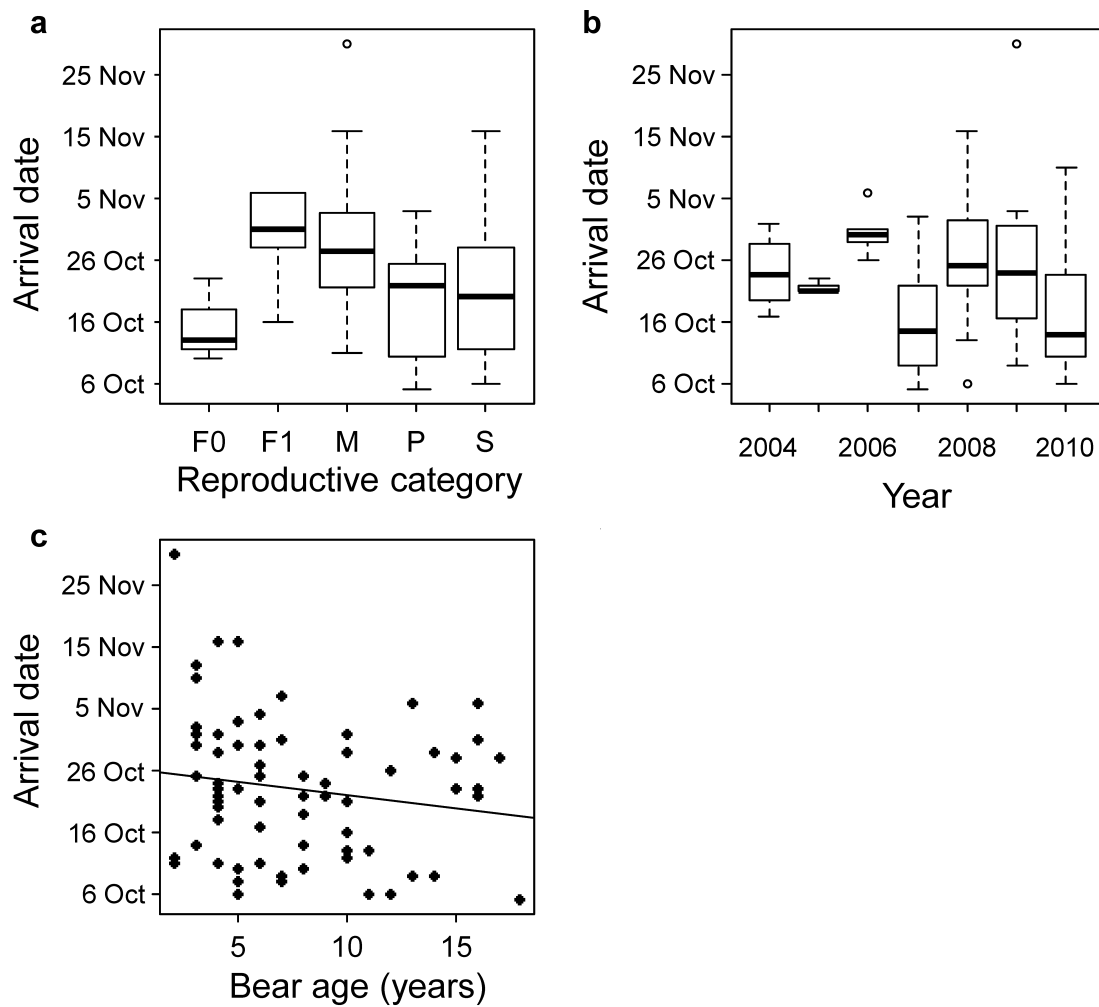 a
Arrival date
25 Nov
15 Nov
5 Nov
26 Oct
16 Oct
6 Oct
F0 F1 M P S
Reproductive category
b
Arrival date
25 Nov
15 Nov
5 Nov
26 Oct
16 Oct
6 Oct
2004 2006 2008 2010
Year
c
Arrival date
25 Nov
15 Nov
5 Nov
26 Oct
16 Oct
6 Oct
5 10 15
Bear age (years)